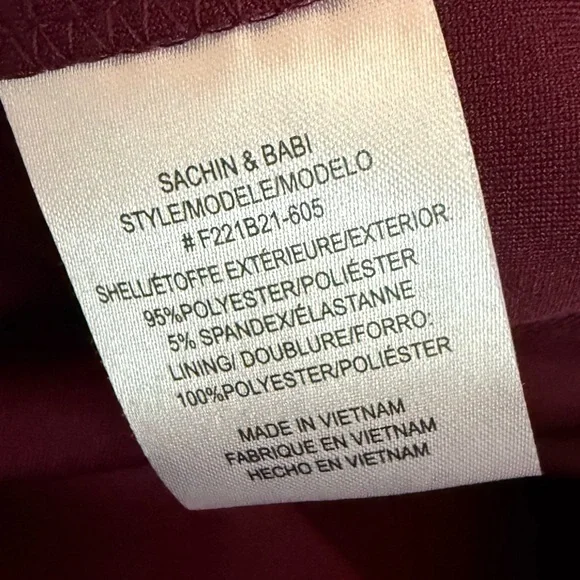 SACHIN & BABI
STYLE/MODELE/MODELO
# F221B21-605
SHELL/ÉTOFFE EXTÉRIEURE/EXTERIOR:
95%POLYESTER/POLIÉSTER
5% SPANDEX/ÉLASTANNE
LINING/ DOUBLURE/FORRO:
100%POLYESTER/POLIÉSTER
MADE IN VIETNAM
FABRIQUE EN VIETNAM
HECHO EN VIETNAM